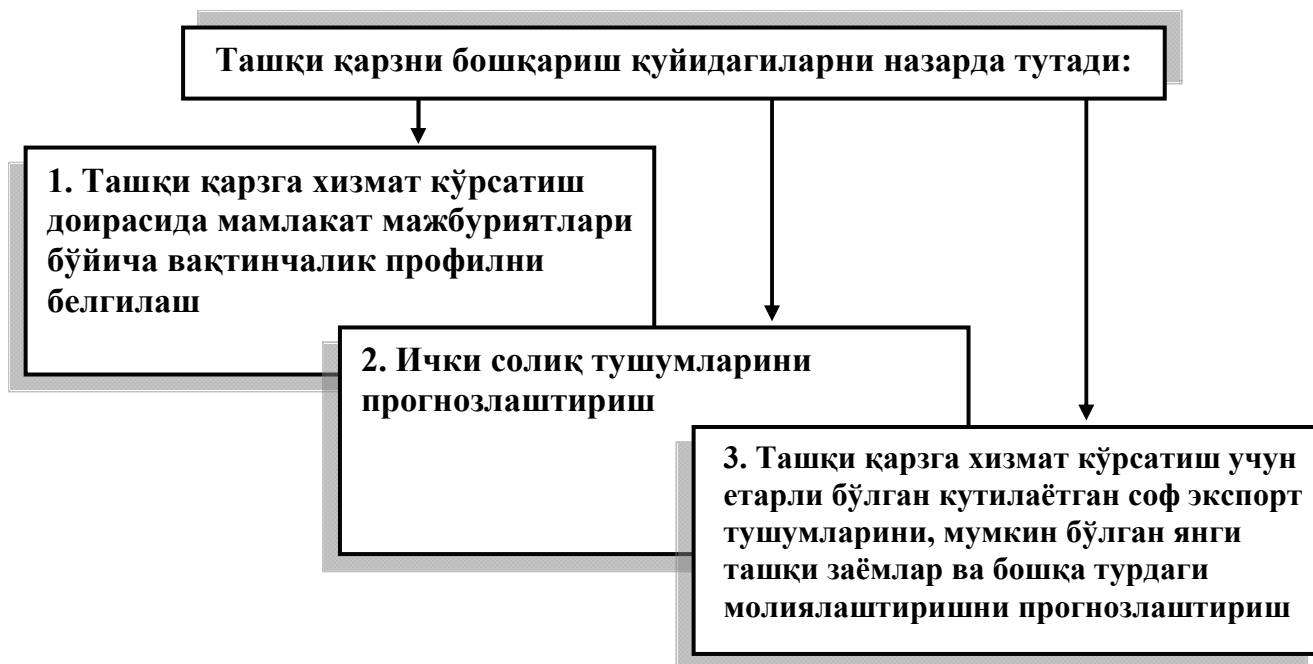 Ташқи қарзни бошқариш қуйидагиларни назарда тутади:
1. Ташқи қарзга хизмат кўрсатиш
доирасида мамлакат мажбуриятлари
бўйича вақтинчалик профилни
белгилаш
2. Ички солиқ тушумларини
прогнозлаштириш
3. Ташқи қарзга хизмат кўрсатиш учун
етарли бўлган кутилаётган соф экспорт
тушумларини, мумкин бўлган янги
ташқи заёмлар ва бошқа турдаги
молиялаштиришни прогнозлаштириш